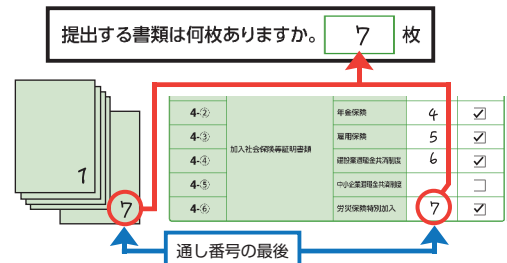 提出する書類は何枚ありますか。 7 枚
1
7
4-② 年金保険 4
4-③ 雇用保険 5
加入社会保険等証明書類
4-④ 建設業退職金共済制度 6
4-⑤ 中小企業退職金共済制度
4-⑥ 労災保険特別加入 7
通し番号の最後